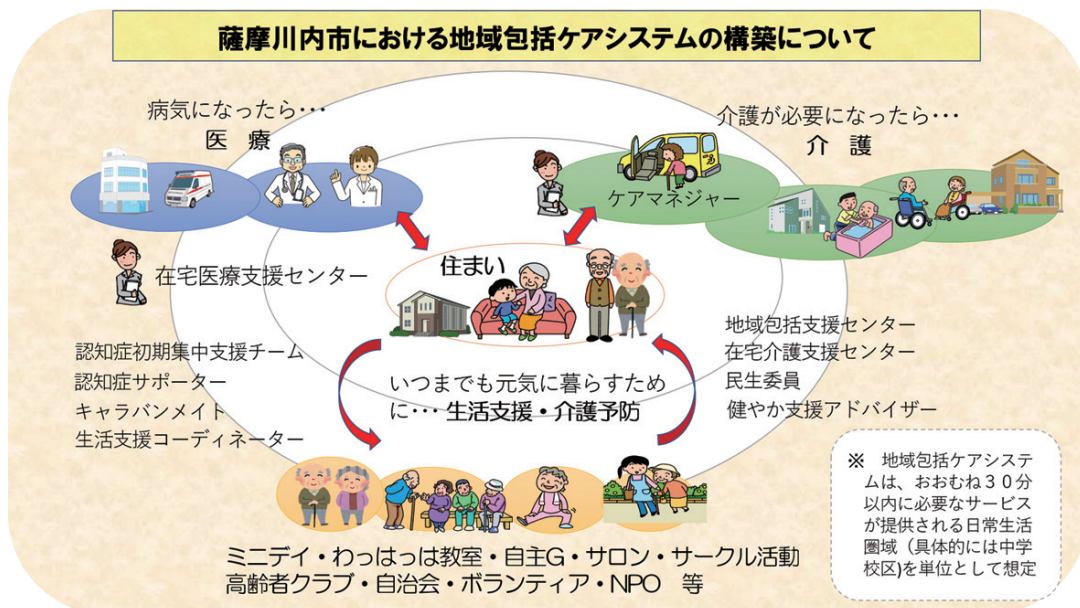 薩摩川内市における地域包括ケアシステムの構築について
病気になったら･･･
医 療
介護が必要になったら･･･
介 護
ケアマネジャー
在宅医療支援センター
住まい
認知症初期集中支援チーム
認知症サポーター
キャラバンメイト
生活支援コーディネーター
いつまでも元気に暮らすため
に･･･ 生活支援・介護予防
地域包括支援センター
在宅介護支援センター
民生委員
健やか支援アドバイザー
※ 地域包括ケアシステ
ムは、おおむね３０分
以内に必要なサービス
が提供される日常生活
圏域（具体的には中学
校区)を単位として想定
ミニデイ・わっはっは教室・自主G・サロン・サークル活動
高齢者クラブ・自治会・ボランティア・NPO 等